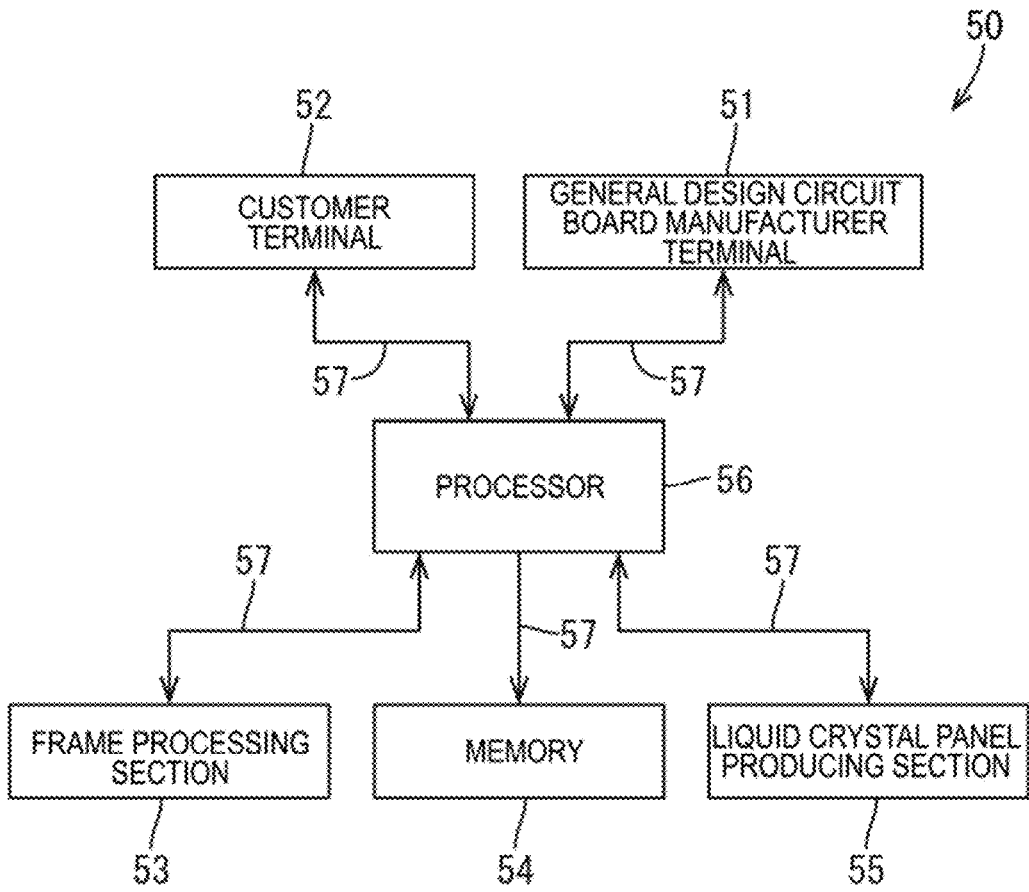 50
52
51
CUSTOMER
TERMINAL
GENERAL DESIGN CIRCUIT
BOARD MANUFACTURER
TERMINAL
57
57
PROCESSOR
56
57
57
57
FRAME PROCESSING
SECTION
MEMORY
LIQUID CRYSTAL PANEL
PRODUCING SECTION
53
54
55